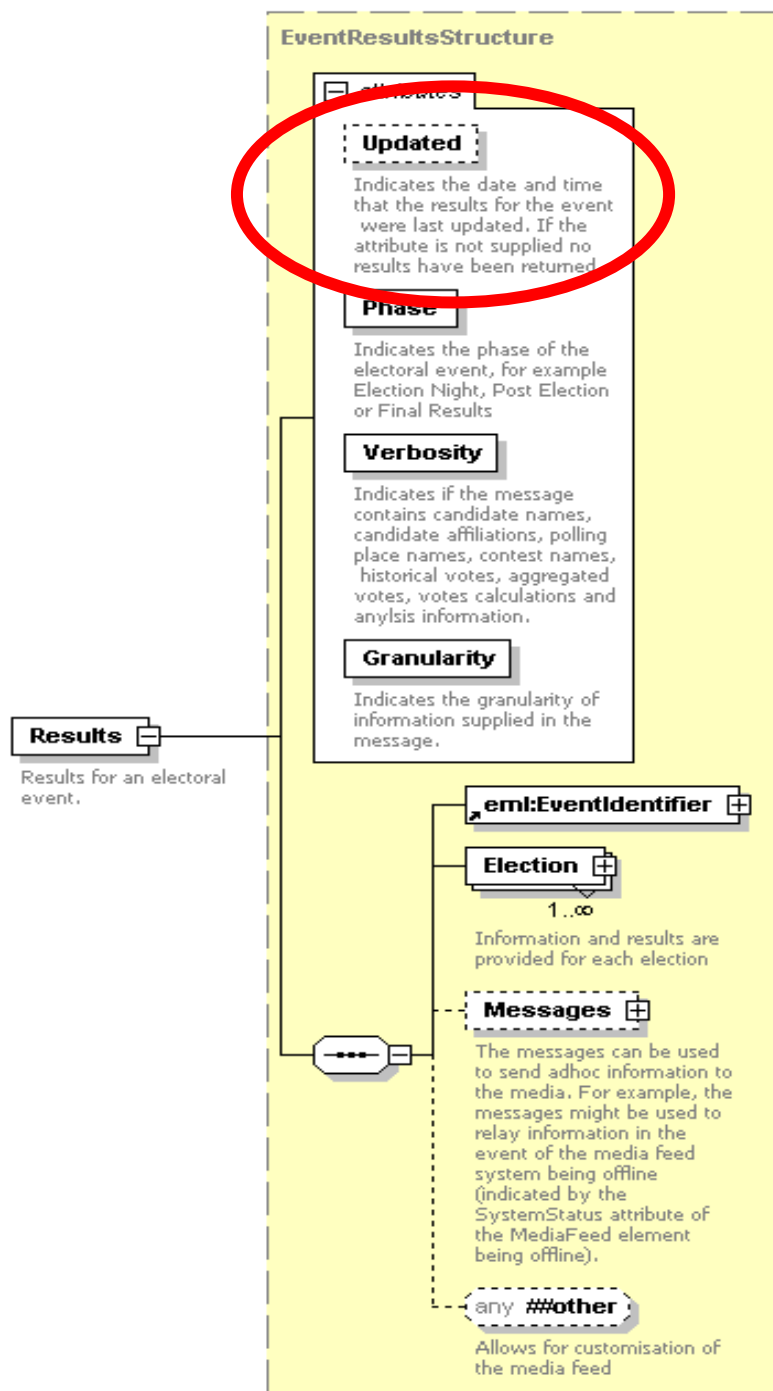 EventResultsStructure
attributes
Updated
Indicates the date and time
that the results for the event
were last updated. If the
attribute is not supplied no
results have been returned
Phase
Indicates the phase of the
electoral event, for example
Election Night, Post Election
or Final Results
Verbosity
Indicates if the message
contains candidate names,
candidate affiliations, polling
place names, contest names,
historical votes, aggregated
votes, votes calculations and
anylsis information.
Granularity
Indicates the granularity of
information supplied in the
message.
Results
Results for an electoral
event.
eml:EventIdentifier
Election
1..∞
Information and results are
provided for each election
Messages
The messages can be used
to send adhoc information to
the media. For example, the
messages might be used to
relay information in the
event of the media feed
system being offline
(indicated by the
SystemStatus attribute of
the MediaFeed element
being offline).
any ##other
Allows for customisation of
the media feed